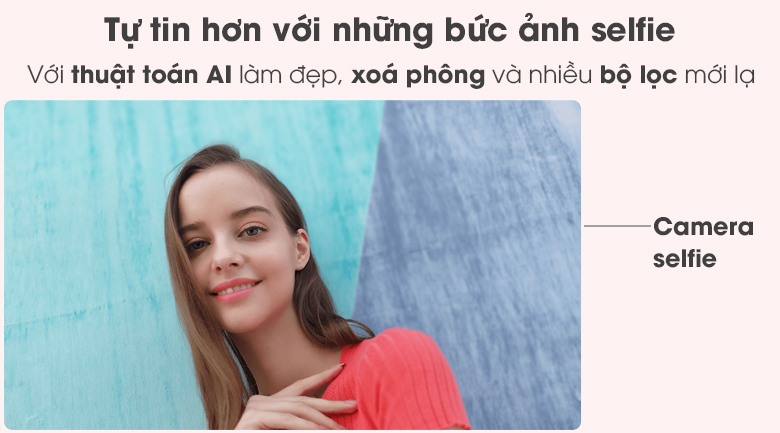 Tự tin hơn với những bức ảnh selfie
Với thuật toán AI làm đẹp, xoá phông và nhiều bộ lọc mới lạ
Camera
selfie